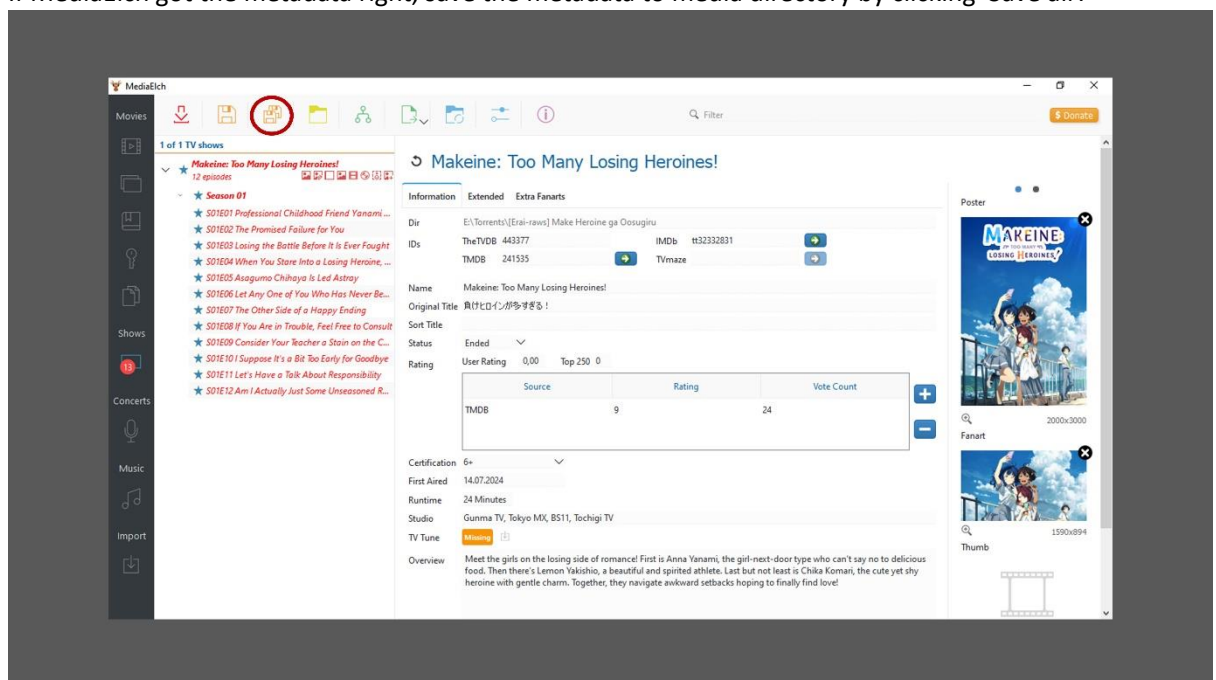 If MediaElch got the metadata right, save the metadata to media directory by clicking 'Save all'.
MediaElch
Movies
Filter
$ Donate
1 of 1 TV shows
Makeine: Too Many Losing Heroines!
12 episodes
Season 01
S01E01 Professional Childhood Friend Yanami ...
S01E02 The Promised Failure for You
S01E03 Losing the Battle Before It Is Ever Fought
S01E04 When You Stare Into a Losing Heroine, ...
S01E05 Asagumo Chihaya Is Led Astray
S01E06 Let Any One of You Who Has Never Be...
S01E07 The Other Side of a Happy Ending
S01E08 If You Are in Trouble, Feel Free to Consult
S01E09 Consider Your Teacher a Stain on the C...
S01E10 I Suppose It's a Bit Too Early for Goodbye
S01E11 Let's Have a Talk About Responsibility
S01E12 Am I Actually Just Some Unseasoned R...
Shows
13
Concerts
Music
Import
Makeine: Too Many Losing Heroines!
Information Extended Extra Fanarts
Dir E:\Torrents\[Erai-raws] Make Heroine ga Oosugiru
IDs TheTVDB 443377 IMDb tt32332831
TMDB 241535 TVmaze
Name Makeine: Too Many Losing Heroines!
Original Title 負けヒロインが多すぎる！
Sort Title
Status Ended
Rating User Rating 0,00 Top 250 0
Source Rating Vote Count
TMDB 9 24
Certification 6+
First Aired 14.07.2024
Runtime 24 Minutes
Studio Gunma TV, Tokyo MX, BS11, Tochigi TV
TV Tune Missing
Overview Meet the girls on the losing side of romance! First is Anna Yanami, the girl-next-door type who can't say no to delicious
food. Then there's Lemon Yakishio, a beautiful and spirited athlete. Last but not least is Chika Komari, the cute yet shy
heroine with gentle charm. Together, they navigate awkward setbacks hoping to finally find love!
Poster
MAKEINE:
TOO MANY
LOSING HEROINES!
2000x3000
Fanart
1590x894
Thumb